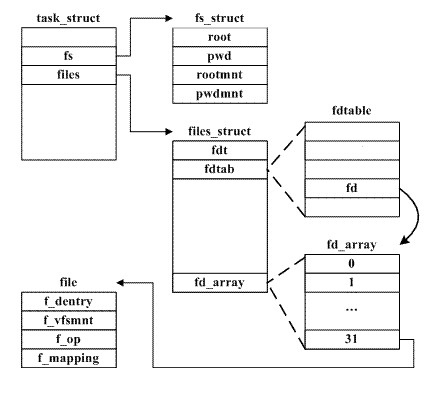 task_struct
fs
files
fs_struct
root
pwd
rootmnt
pwdmnt
files_struct
fdt
fdtab
fd_array
fdtable
fd
fd_array
0
1
...
31
file
f_dentry
f_vfsmnt
f_op
f_mapping